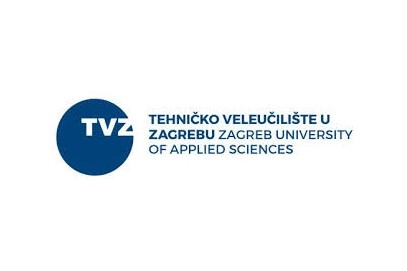 TVZ
TEHNIČKO VELEUČILIŠTE U
ZAGREBU ZAGREB UNIVERSITY
OF APPLIED SCIENCES